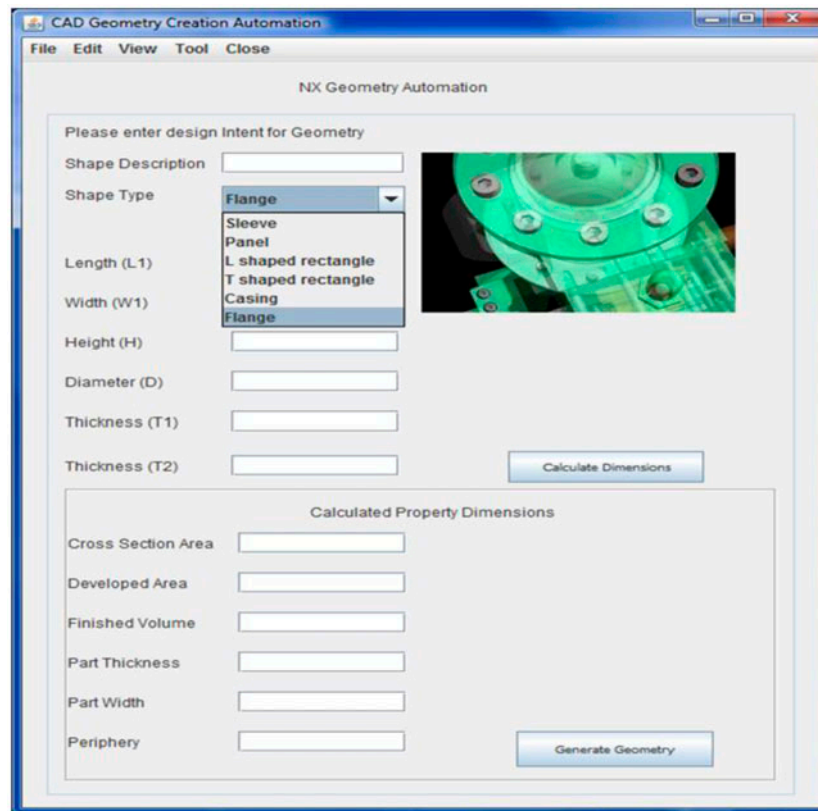 CAD Geometry Creation Automation
File Edit View Tool Close
NX Geometry Automation
Please enter design Intent for Geometry
Shape Description
Shape Type Flange
Sleeve
Panel
L shaped rectangle
Length (L1)
T shaped rectangle
Casing
Width (W1)
Flange
Height (H)
Diameter (D)
Thickness (T1)
Thickness (T2) Calculate Dimensions
Calculated Property Dimensions
Cross Section Area
Developed Area
Finished Volume
Part Thickness
Part Width
Periphery Generate Geometry